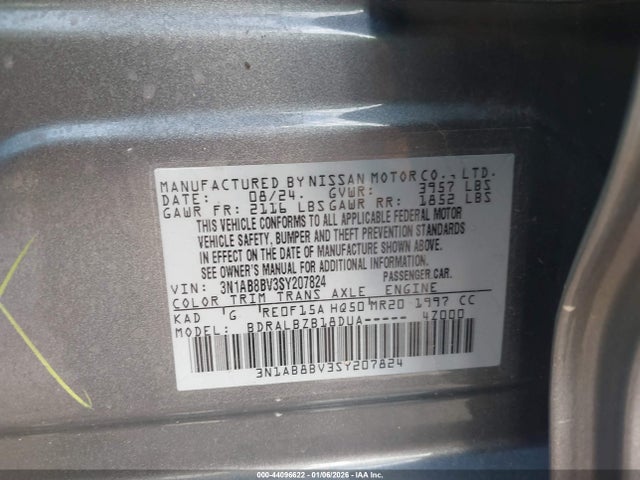 MANUFACTURED BY NISSAN MOTOR CO., LTD.
DATE: 08/24. GVWR: 3957 LBS
GAWR FR: 2116 LBS GAWR RR: 1852 LBS
THIS VEHICLE CONFORMS TO ALL APPLICABLE FEDERAL MOTOR
VEHICLE SAFETY, BUMPER AND THEFT PREVENTION STANDARDS
IN EFFECT ON THE DATE OF MANUFACTURE SHOWN ABOVE.
SEE OWNER'S MANUAL FOR ADDITIONAL INFORMATION.
VIN: 3N1AB8BV3SY207824 PASSENGER CAR.
COLOR TRIM TRANS AXLE ENGINE
KAD 'G 'RE0F15A HQ50 MR20 1997 CC
MODEL: BDRALBZB18DUA----- 4Z000
3N1AB8BV3SY207824
000-44096622 - 01/06/2026 - IAA Inc.